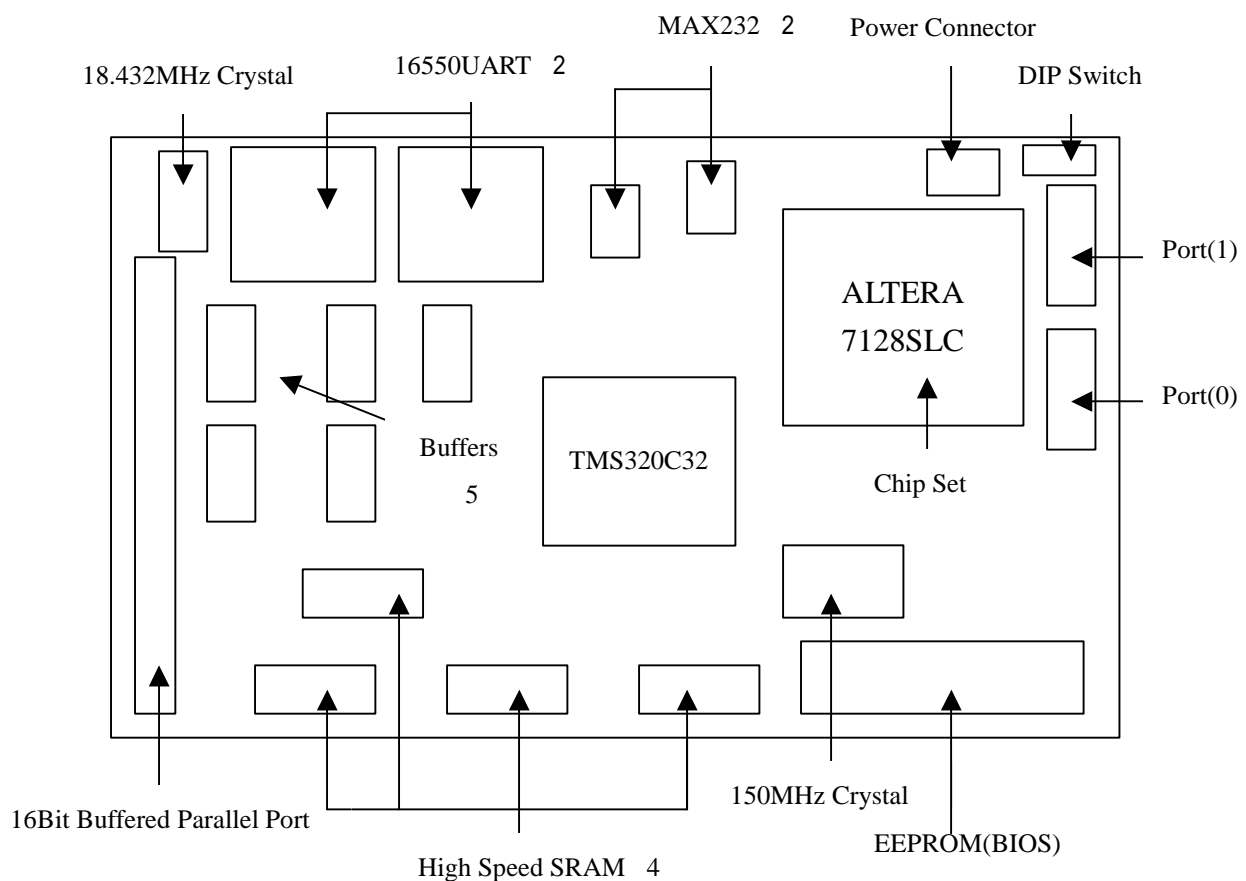 MAX232 2
Power Connector
16550UART 2
18.432MHz Crystal
DIP Switch
Port(1)
ALTERA
7128SLC
Port(0)
Buffers
5
TMS320C32
Chip Set
150MHz Crystal
16Bit Buffered Parallel Port
EEPROM(BIOS)
High Speed SRAM 4